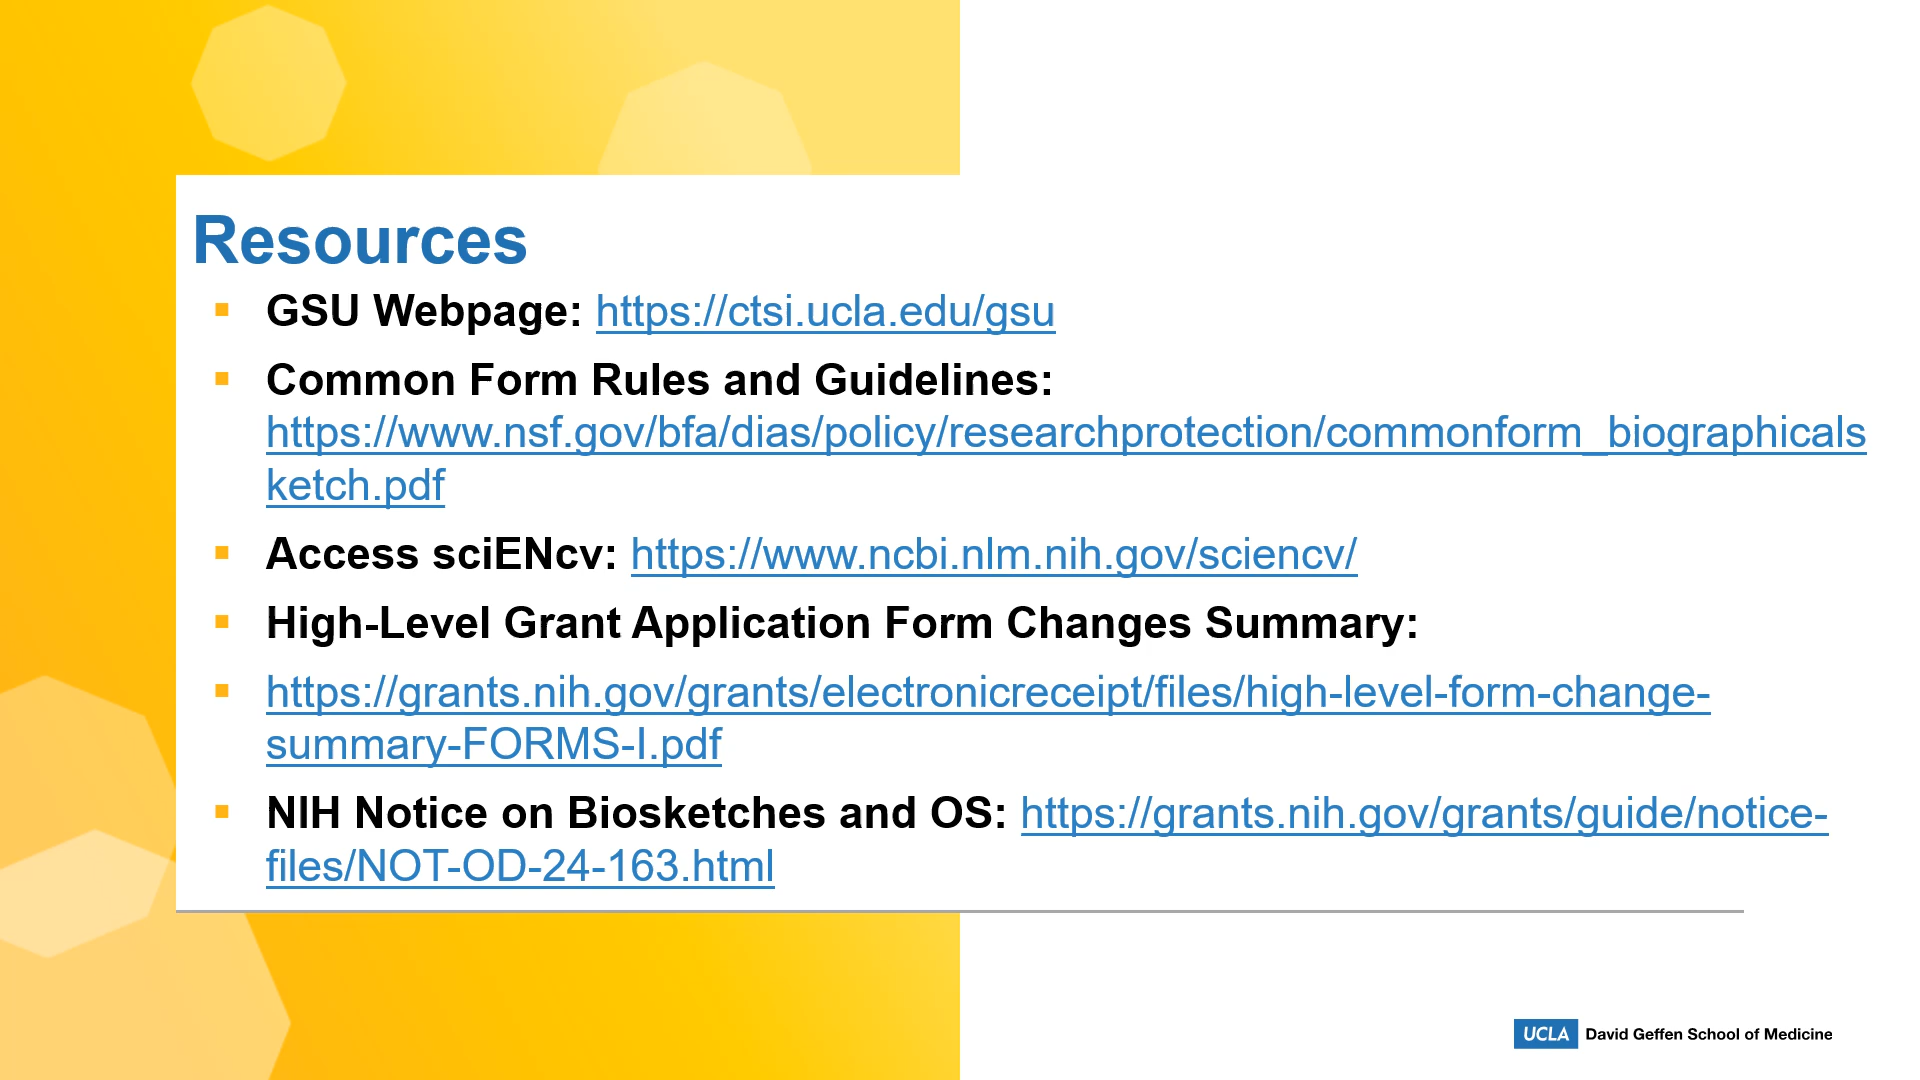 Resources
▪ GSU Webpage: https://ctsi.ucla.edu/gsu
▪ Common Form Rules and Guidelines:
https://www.nsf.gov/bfa/dias/policy/researchprotection/commonform_biographicals
ketch.pdf
▪ Access sciENcv: https://www.ncbi.nlm.nih.gov/sciencv/
▪ High-Level Grant Application Form Changes Summary:
▪ https://grants.nih.gov/grants/electronicreceipt/files/high-level-form-change-
summary-FORMS-I.pdf
▪ NIH Notice on Biosketches and OS: https://grants.nih.gov/grants/guide/notice-
files/NOT-OD-24-163.html
UCLA David Geffen School of Medicine